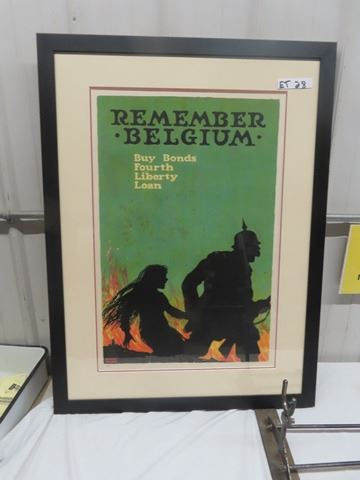 ET 28
REMEMBER
·BELGIUM·
Buy Bonds
Fourth
Liberty
Loan